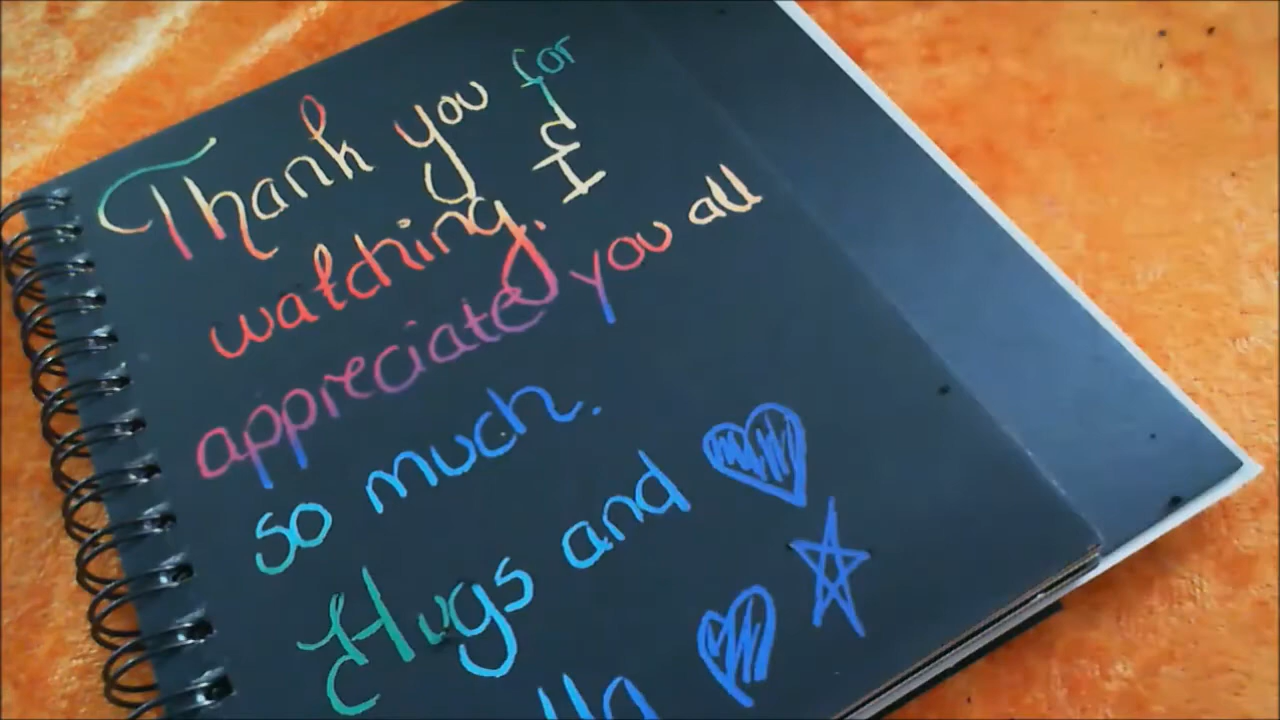 Thank you for
watching. I
appreciate you all
so much.
Hugs and